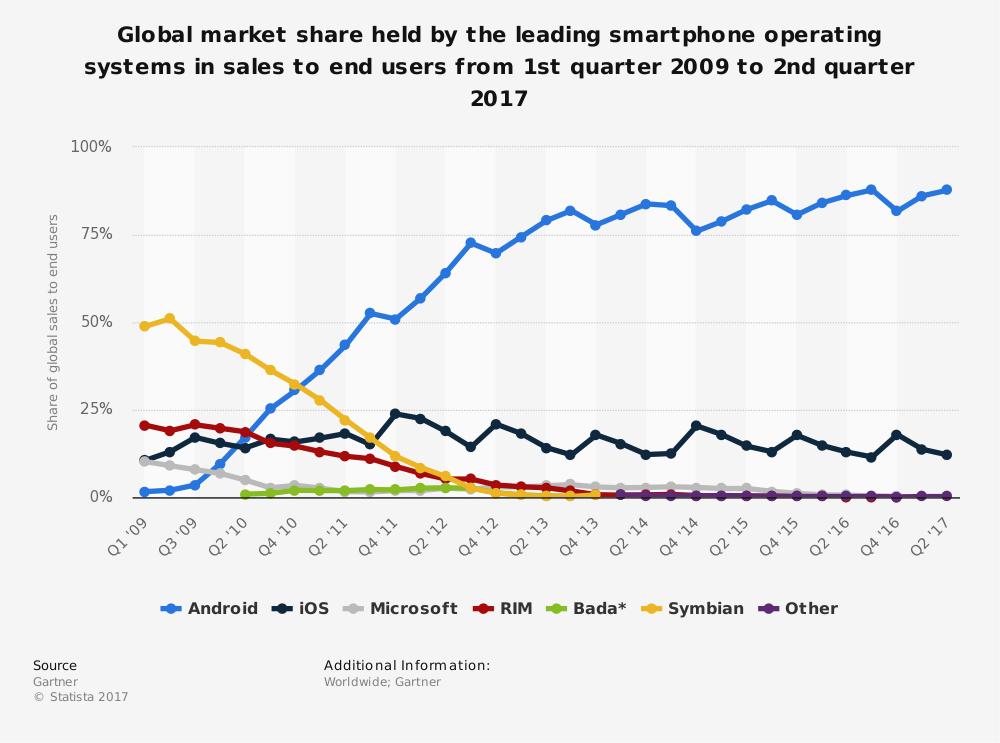 Global market share held by the leading smartphone operating
systems in sales to end users from 1st quarter 2009 to 2nd quarter
2017
100%
75%
50%
25%
0%
Share of global sales to end users
Q1 '09
Q3 '09
Q2 '10
Q4 '10
Q2 '11
Q4 '11
Q2 '12
Q4 '12
Q2 '13
Q4 '13
Q2 '14
Q4 '14
Q2 '15
Q4 '15
Q2 '16
Q4 '16
Q2 '17
Android iOS Microsoft RIM Bada* Symbian Other
Source
Gartner
© Statista 2017
Additional Information:
Worldwide; Gartner